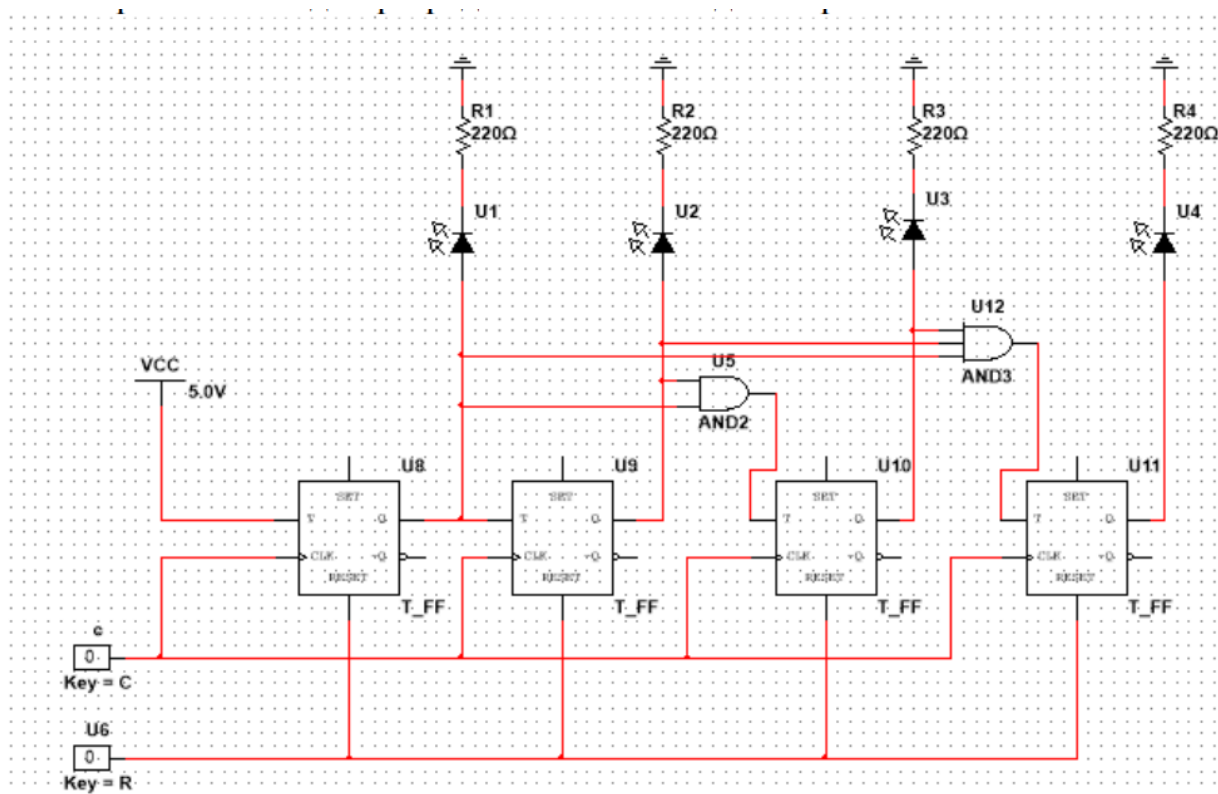 R1
220Ω
R2
220Ω
R3
220Ω
R4
220Ω
U1
U2
U3
U4
U12
AND3
U5
AND2
VCC
5.0V
U8
U9
U10
U11
SET
SET
SET
SET
T Q
T Q
T Q
T Q
CLK ~Q
CLK ~Q
CLK ~Q
CLK ~Q
RESET
RESET
RESET
RESET
T_FF
T_FF
T_FF
T_FF
c
0
Key = C
U6
0
Key = R